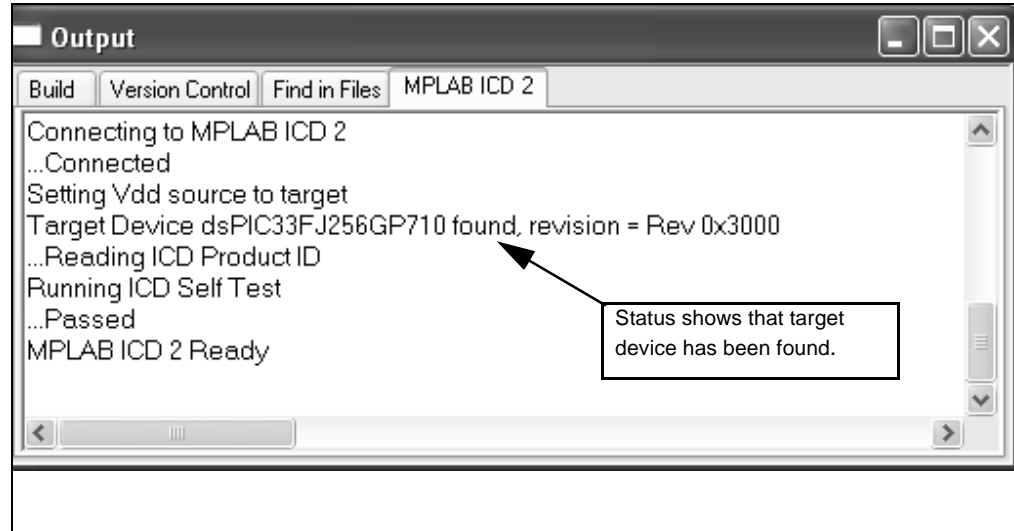 Output
Build Version Control Find in Files MPLAB ICD 2
Connecting to MPLAB ICD 2
...Connected
Setting Vdd source to target
Target Device dsPIC33FJ256GP710 found, revision = Rev 0x3000
...Reading ICD Product ID
Running ICD Self Test
...Passed
MPLAB ICD 2 Ready
Status shows that target
device has been found.